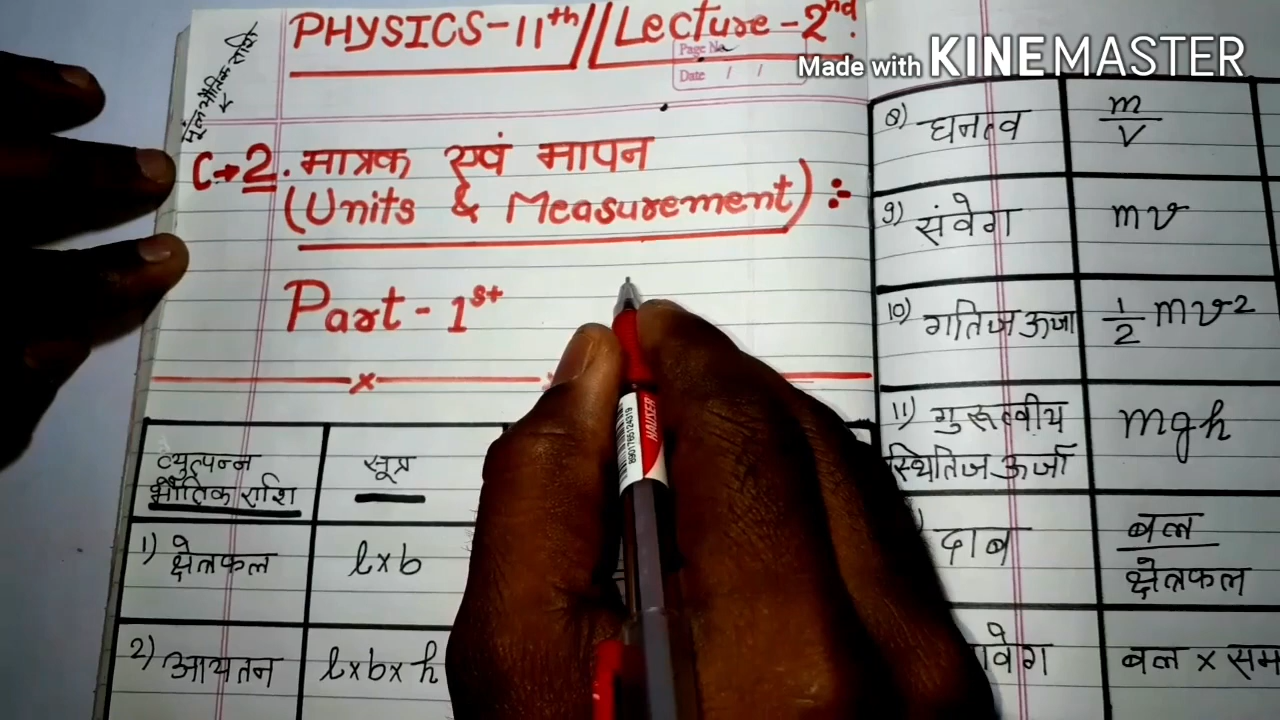 PHYSICS-11th // Lecture-2nd.
Page No.
Date / /
Made with KINEMASTER
C→2. मात्रक एवं मापन
(Units & Measurement) :-
Part - 1st
व्युत्पन्न
भौतिक राशि
सूत्र
1) क्षेत्रफल
l×b
2) आयतन
l×b×h
8) घनत्व
m/V
9) संवेग
mv
10) गतिज ऊर्जा
1/2 mv2
11) गुरूत्वीय
स्थितिज ऊर्जा
mgh
दाब
बल
क्षेत्रफल
बल × सम
HAUSER